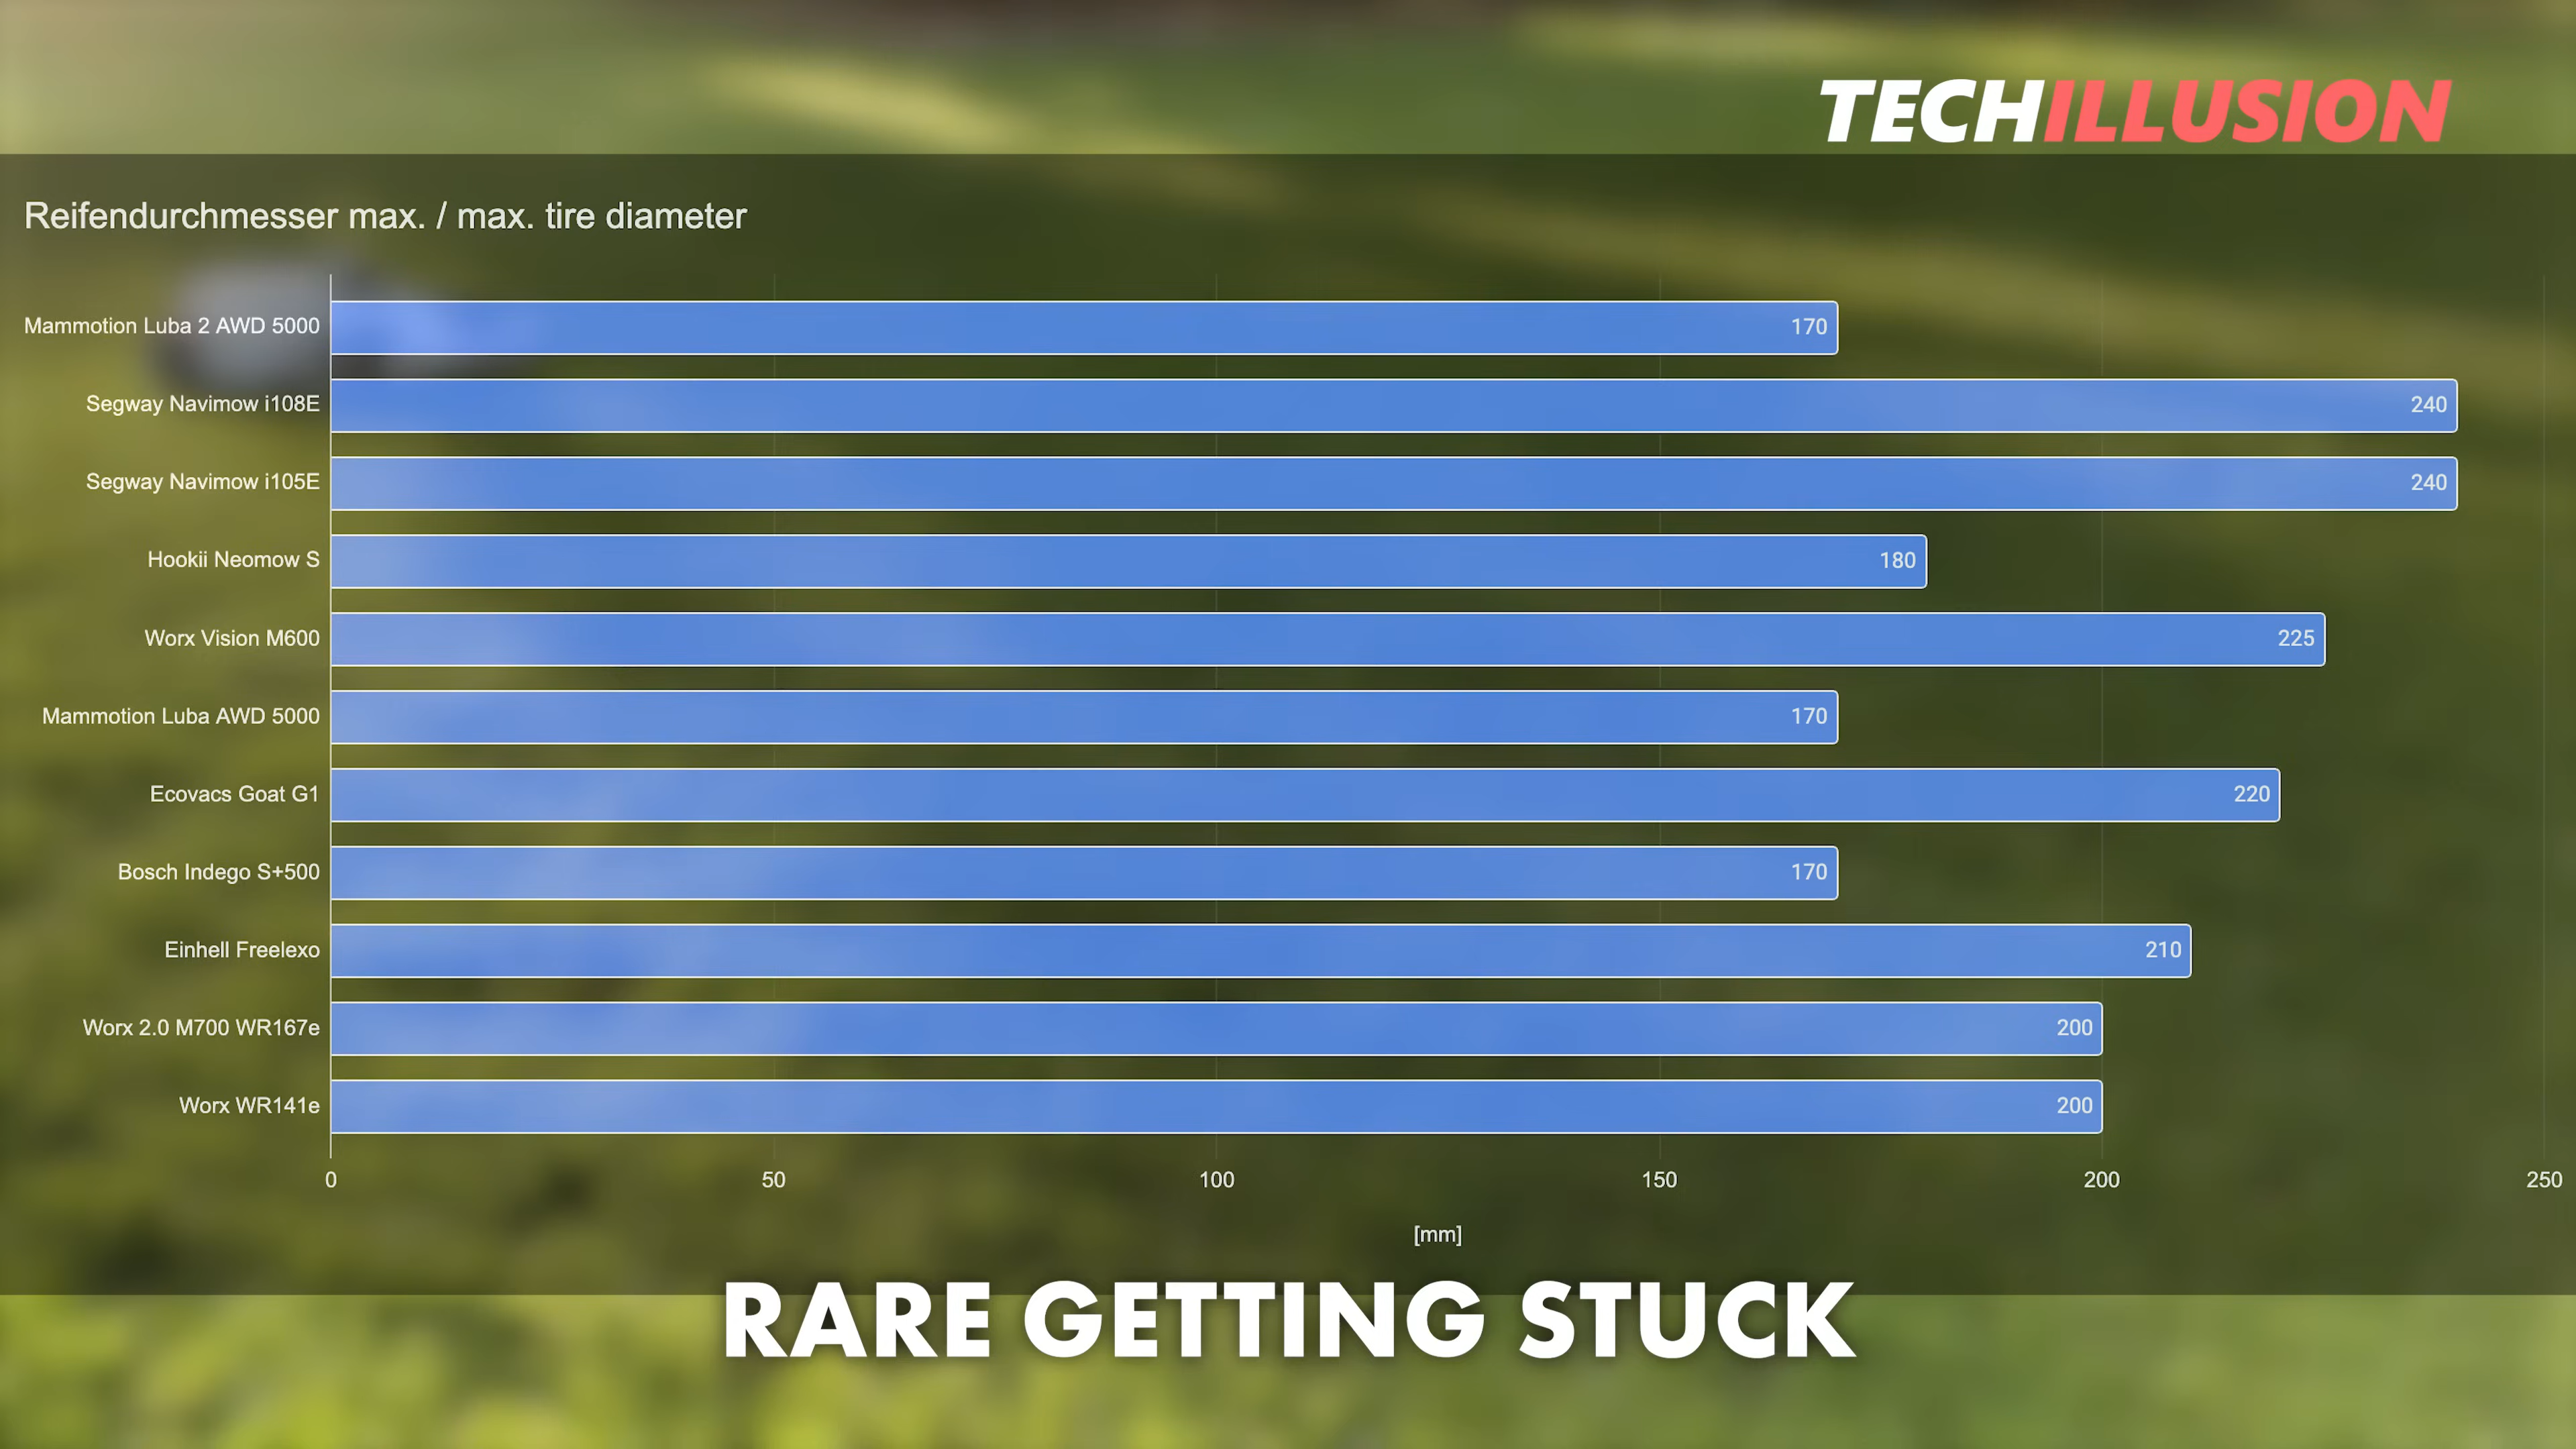 TECHILLUSION
Reifendurchmesser max. / max. tire diameter
Mammotion Luba 2 AWD 5000 170
Segway Navimow i108E 240
Segway Navimow i105E 240
Hookii Neomow S 180
Worx Vision M600 225
Mammotion Luba AWD 5000 170
Ecovacs Goat G1 220
Bosch Indego S+500 170
Einhell Freelexo 210
Worx 2.0 M700 WR167e 200
Worx WR141e 200
0 50 100 150 200 250
[mm]
RARE GETTING STUCK